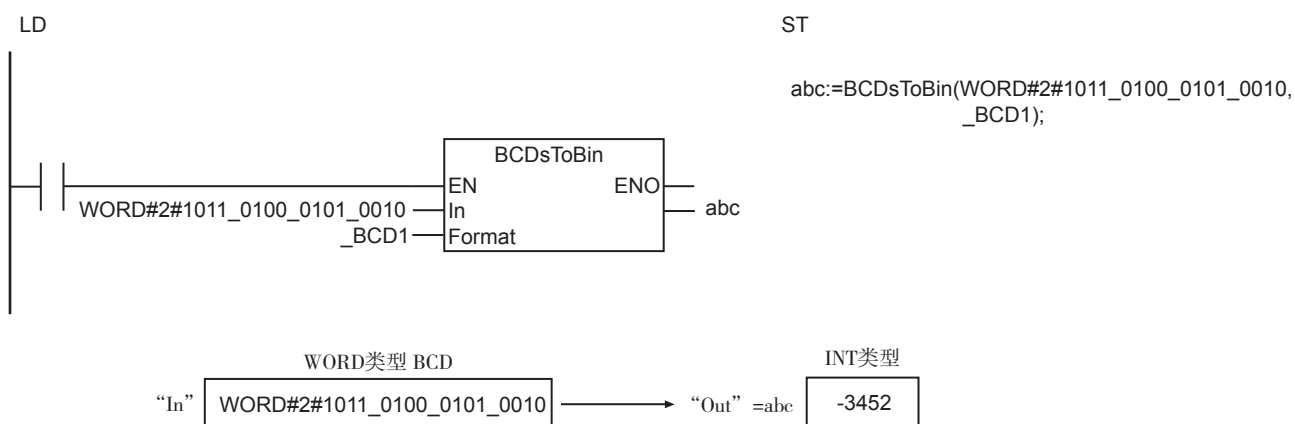 LD
ST
abc:=BCDsToBin(WORD#2#1011_0100_0101_0010,
_BCD1);
BCDsToBin
EN
ENO
WORD#2#1011_0100_0101_0010
In
abc
_BCD1
Format
WORD类型 BCD
INT类型
“In”
WORD#2#1011_0100_0101_0010
“Out” =abc
-3452